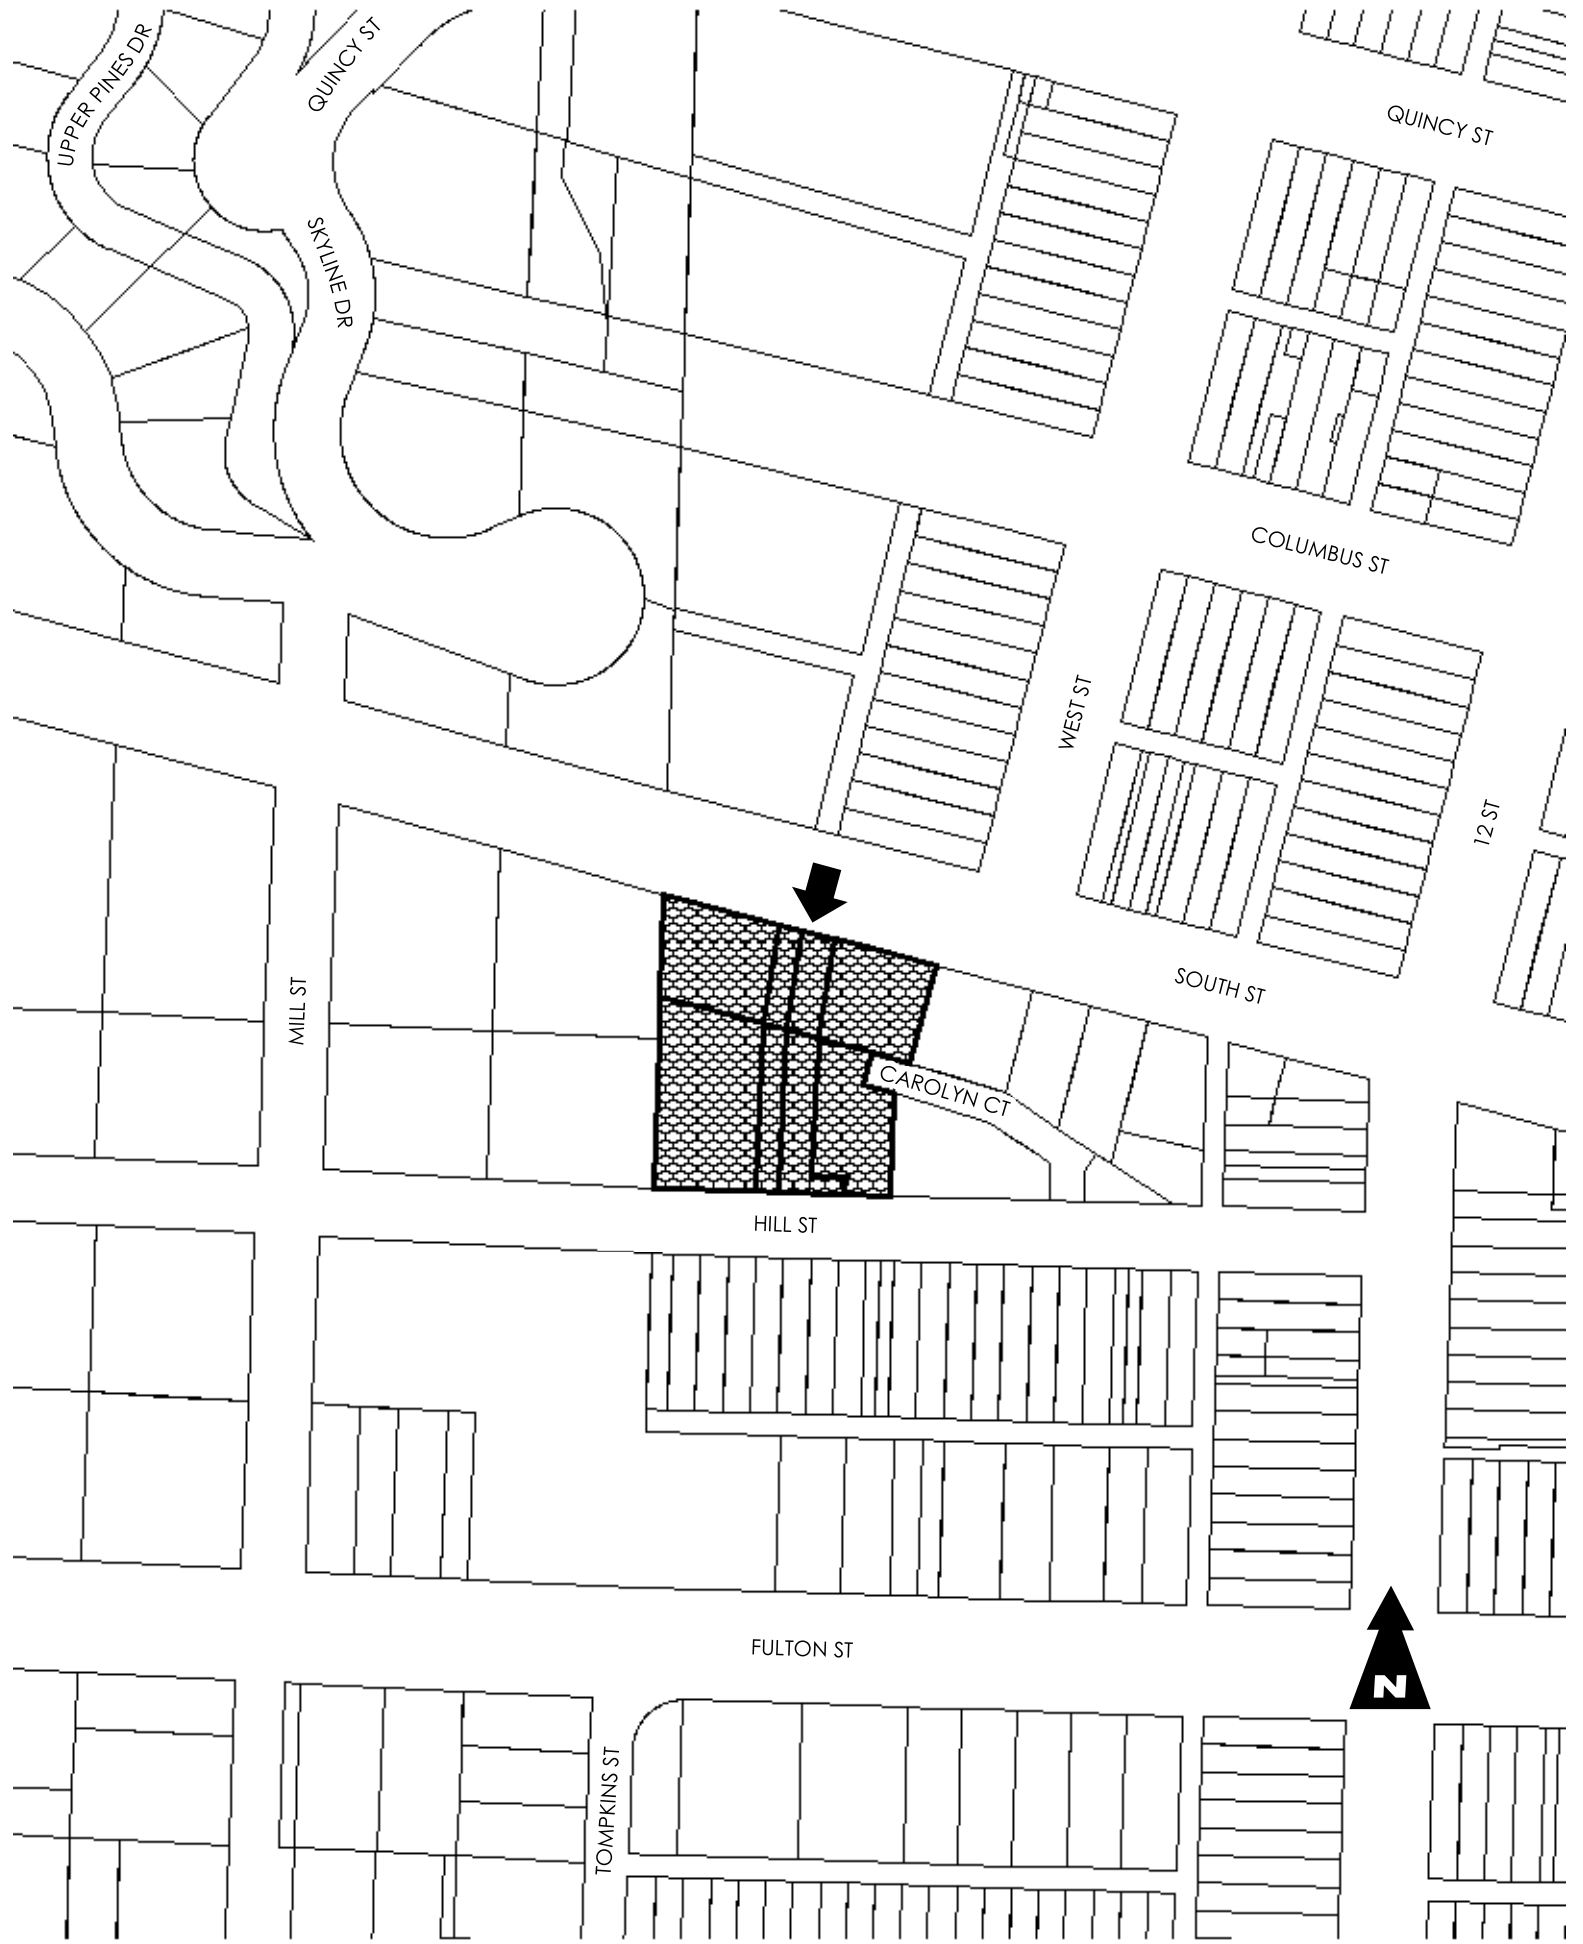 UPPER PINES DR
QUINCY ST
QUINCY ST
SKYLINE DR
COLUMBUS ST
WEST ST
12 ST
SOUTH ST
MILL ST
CAROLYN CT
HILL ST
FULTON ST
N
TOMPKINS ST